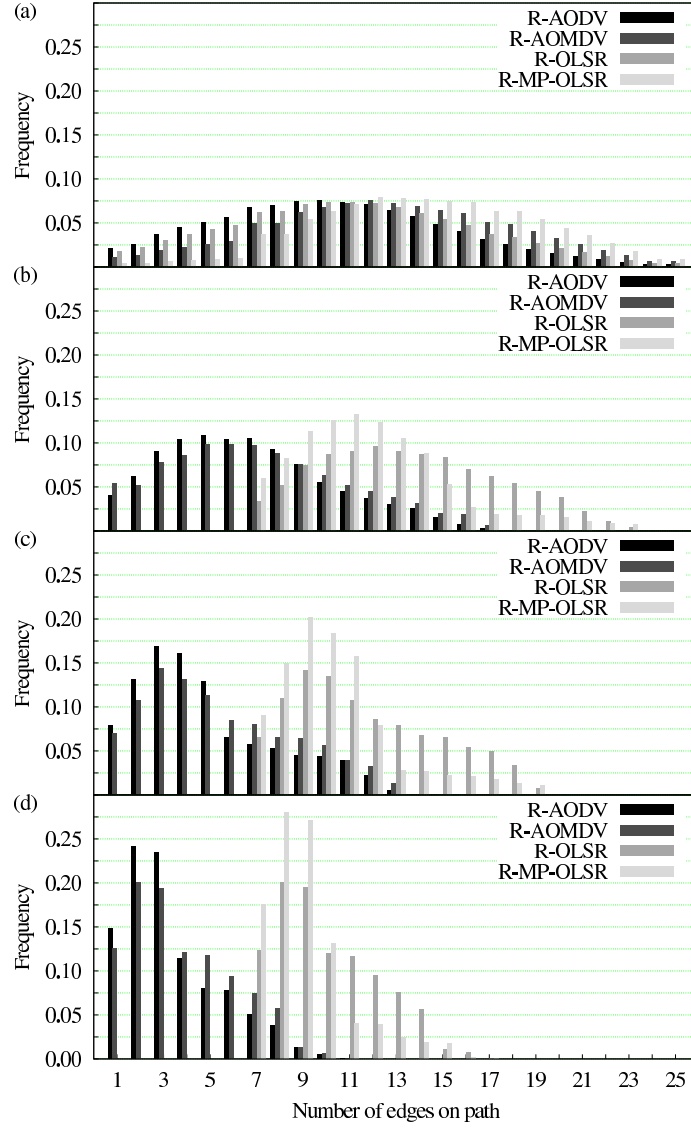 (a)
R-AODV
R-AOMDV
R-OLSR
R-MP-OLSR
0.25
0.20
0.15
0.10
0.05
Frequency
(b)
R-AODV
R-AOMDV
R-OLSR
R-MP-OLSR
0.25
0.20
0.15
0.10
0.05
Frequency
(c)
R-AODV
R-AOMDV
R-OLSR
R-MP-OLSR
0.25
0.20
0.15
0.10
0.05
Frequency
(d)
R-AODV
R-AOMDV
R-OLSR
R-MP-OLSR
0.25
0.20
0.15
0.10
0.05
0.00
Frequency
1 3 5 7 9 11 13 15 17 19 21 23 25
Number of edges on path